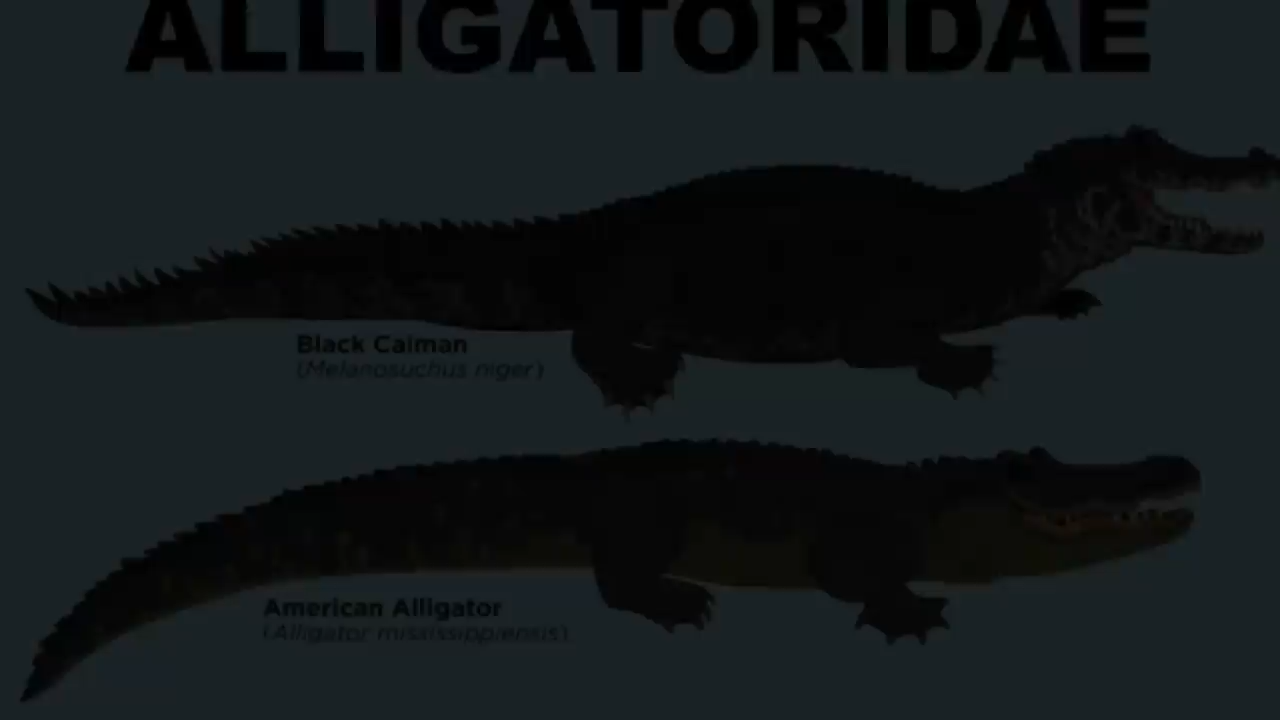 ALLIGATORIDAE
Black Caiman
(Melanosuchus niger)
American Alligator
(Alligator mississippiensis)